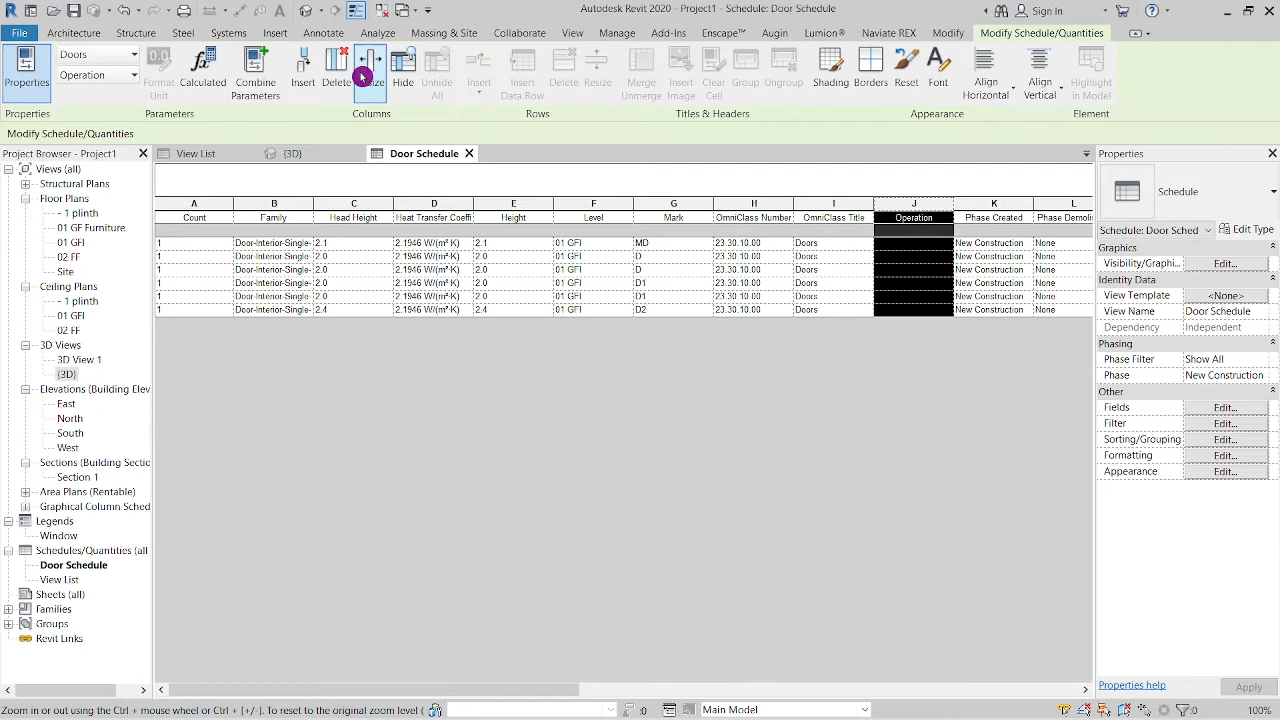 Autodesk Revit 2020 - Project1 - Schedule: Door Schedule
Sign In
File Architecture Structure Steel Systems Insert Annotate Analyze Massing & Site Collaborate View Manage Add-Ins Enscape™ Augin Lumion® Naviate REX Modify Modify Schedule/Quantities
Doors
Operation
Properties
Format
Unit
Calculated
Combine
Parameters
Insert
Hide
Unhide
All
Insert
Insert
Data Row
Delete
Resize
Merge
Unmerge
Insert
Image
Clear
Cell
Group
Ungroup
Shading
Borders
Reset
Font
Align
Horizontal
Align
Vertical
Highlight
in Model
Properties Parameters Columns Rows Titles & Headers Appearance Element
Modify Schedule/Quantities
Project Browser - Project1
Views (all)
Structural Plans
Floor Plans
1 plinth
01 GF Furniture
01 GFI
02 FF
Site
Ceiling Plans
1 plinth
01 GFI
02 FF
3D Views
3D View 1
{3D}
Elevations (Building Elev
East
North
South
West
Sections (Building Sectio
Section 1
Area Plans (Rentable)
Graphical Column Sched
Legends
Window
Schedules/Quantities (all
Door Schedule
View List
Sheets (all)
Families
Groups
Revit Links
View List {3D} Door Schedule
A B C D E F G H I J K L
Count Family Head Height Heat Transfer Coeffi Height Level Mark OmniClass Number OmniClass Title Operation Phase Created Phase Demoli
1 Door-Interior-Single- 2.1 2.1946 W/(m²·K) 2.1 01 GFI MD 23.30.10.00 Doors New Construction None
1 Door-Interior-Single- 2.0 2.1946 W/(m²·K) 2.0 01 GFI D 23.30.10.00 Doors New Construction None
1 Door-Interior-Single- 2.0 2.1946 W/(m²·K) 2.0 01 GFI D 23.30.10.00 Doors New Construction None
1 Door-Interior-Single- 2.0 2.1946 W/(m²·K) 2.0 01 GFI D1 23.30.10.00 Doors New Construction None
1 Door-Interior-Single- 2.0 2.1946 W/(m²·K) 2.0 01 GFI D1 23.30.10.00 Doors New Construction None
1 Door-Interior-Single- 2.4 2.1946 W/(m²·K) 2.4 01 GFI D2 23.30.10.00 Doors New Construction None
Properties
Schedule
Schedule: Door Sched Edit Type
Graphics
Visibility/Graphi... Edit...
Identity Data
View Template <None>
View Name Door Schedule
Dependency Independent
Phasing
Phase Filter Show All
Phase New Construction
Other
Fields Edit...
Filter Edit...
Sorting/Grouping Edit...
Formatting Edit...
Appearance Edit...
Properties help Apply
Zoom in or out using the Ctrl + mouse wheel or Ctrl + [+/-]. To reset to the original zoom level ( :0 Main Model :0 100%